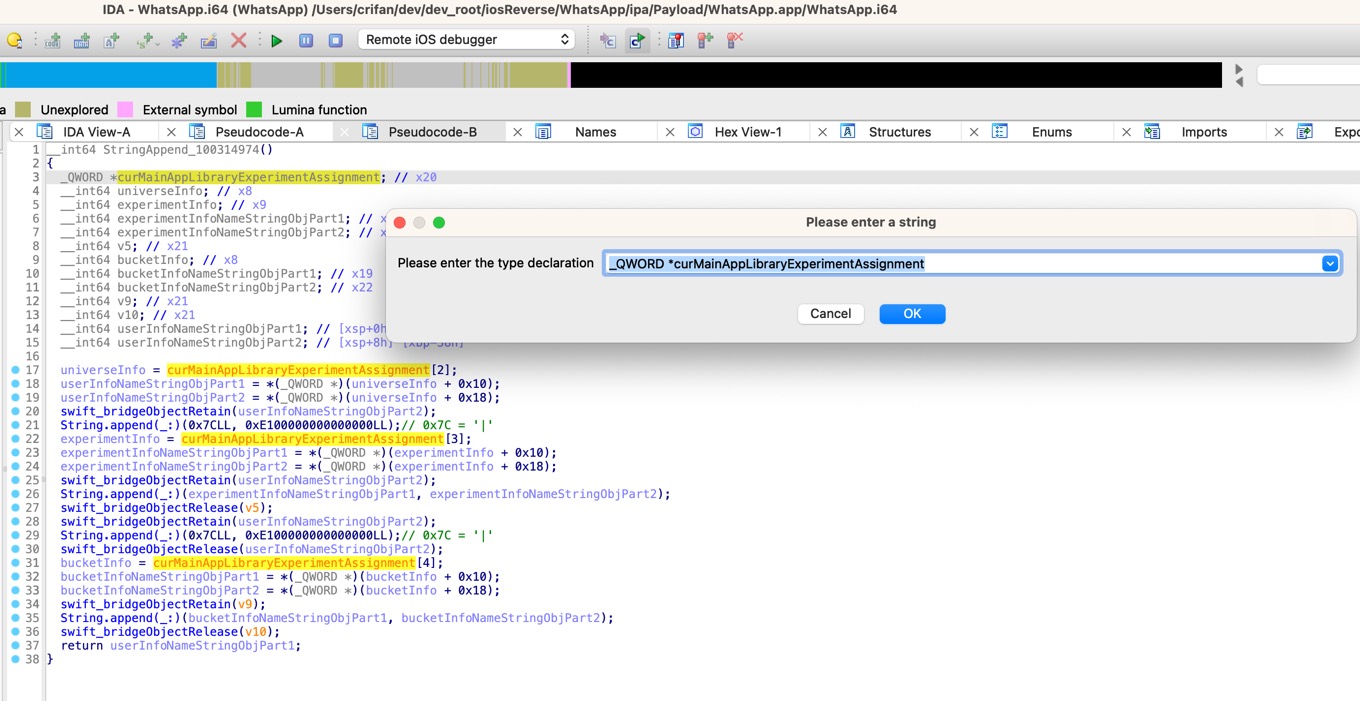 IDA - WhatsApp.i64 (WhatsApp) /Users/crifan/dev/dev_root/iosReverse/WhatsApp/ipa/Payload/WhatsApp.app/WhatsApp.i64
Remote iOS debugger
a Unexplored External symbol Lumina function
IDA View-A Pseudocode-A Pseudocode-B Names Hex View-1 Structures Enums Imports Expo
1 __int64 StringAppend_100314974()
2 {
3 _QWORD *curMainAppLibraryExperimentAssignment; // x20
4 __int64 universeInfo; // x8
5 __int64 experimentInfo; // x9
6 __int64 experimentInfoNameStringObjPart1; // x
7 __int64 experimentInfoNameStringObjPart2; // x
8 __int64 v5; // x21
9 __int64 bucketInfo; // x8
10 __int64 bucketInfoNameStringObjPart1; // x19
11 __int64 bucketInfoNameStringObjPart2; // x22
12 __int64 v9; // x21
13 __int64 v10; // x21
14 __int64 userInfoNameStringObjPart1; // [xsp+0h
15 __int64 userInfoNameStringObjPart2; // [xsp+8h] [xbp-38h]
16
17 universeInfo = curMainAppLibraryExperimentAssignment[2];
18 userInfoNameStringObjPart1 = *(_QWORD *)(universeInfo + 0x10);
19 userInfoNameStringObjPart2 = *(_QWORD *)(universeInfo + 0x18);
20 swift_bridgeObjectRetain(userInfoNameStringObjPart2);
21 String.append(_:)(0x7CLL, 0xE100000000000000LL);// 0x7C = '|'
22 experimentInfo = curMainAppLibraryExperimentAssignment[3];
23 experimentInfoNameStringObjPart1 = *(_QWORD *)(experimentInfo + 0x10);
24 experimentInfoNameStringObjPart2 = *(_QWORD *)(experimentInfo + 0x18);
25 swift_bridgeObjectRetain(userInfoNameStringObjPart2);
26 String.append(_:)(experimentInfoNameStringObjPart1, experimentInfoNameStringObjPart2);
27 swift_bridgeObjectRelease(v5);
28 swift_bridgeObjectRetain(userInfoNameStringObjPart2);
29 String.append(_:)(0x7CLL, 0xE100000000000000LL);// 0x7C = '|'
30 swift_bridgeObjectRelease(userInfoNameStringObjPart2);
31 bucketInfo = curMainAppLibraryExperimentAssignment[4];
32 bucketInfoNameStringObjPart1 = *(_QWORD *)(bucketInfo + 0x10);
33 bucketInfoNameStringObjPart2 = *(_QWORD *)(bucketInfo + 0x18);
34 swift_bridgeObjectRetain(v9);
35 String.append(_:)(bucketInfoNameStringObjPart1, bucketInfoNameStringObjPart2);
36 swift_bridgeObjectRelease(v10);
37 return userInfoNameStringObjPart1;
38 }
Please enter a string
Please enter the type declaration _QWORD *curMainAppLibraryExperimentAssignment
Cancel OK